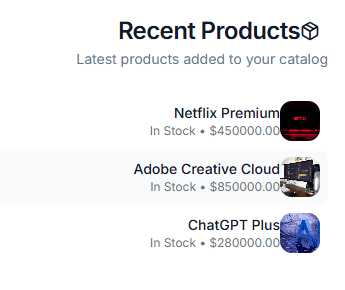 Recent Products
Latest products added to your catalog
Netflix Premium
In Stock • $450000.00
Adobe Creative Cloud
In Stock • $850000.00
ChatGPT Plus
In Stock • $280000.00